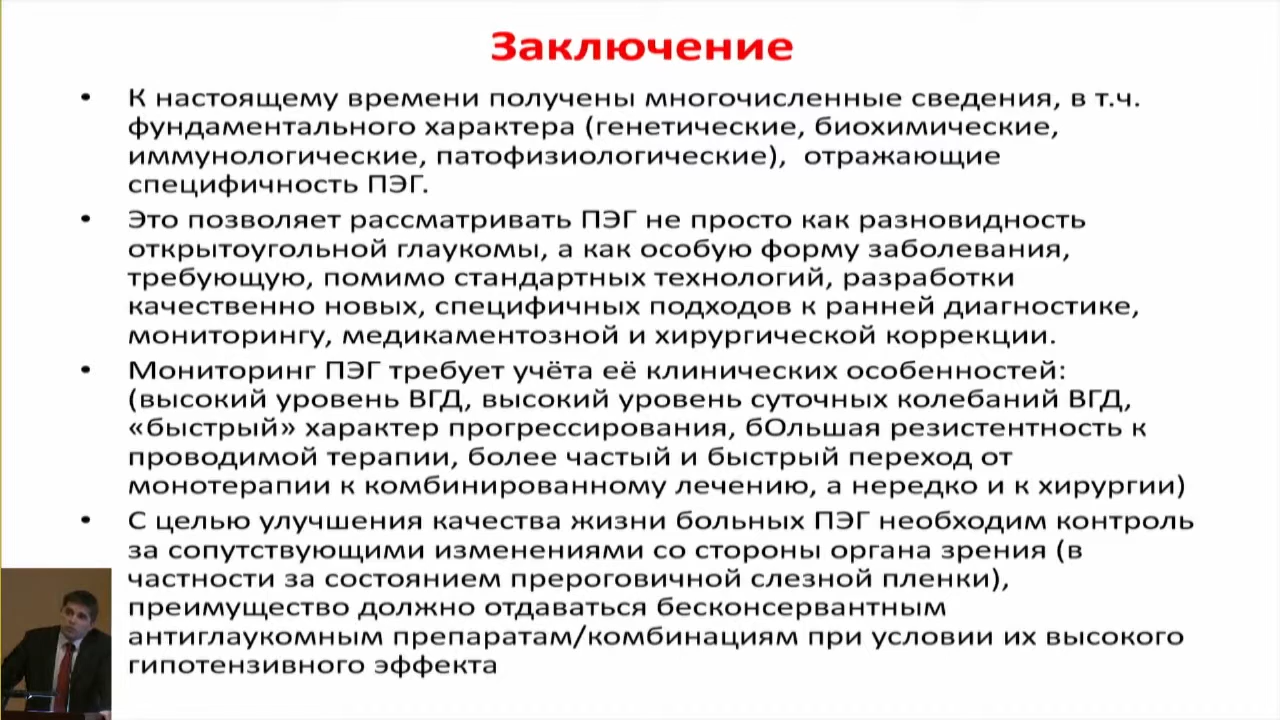 Заключение
• К настоящему времени получены многочисленные сведения, в т.ч.
фундаментального характера (генетические, биохимические,
иммунологические, патофизиологические), отражающие
специфичность ПЭГ.
• Это позволяет рассматривать ПЭГ не просто как разновидность
открытоугольной глаукомы, а как особую форму заболевания,
требующую, помимо стандартных технологий, разработки
качественно новых, специфичных подходов к ранней диагностике,
мониторингу, медикаментозной и хирургической коррекции.
• Мониторинг ПЭГ требует учёта её клинических особенностей:
(высокий уровень ВГД, высокий уровень суточных колебаний ВГД,
«быстрый» характер прогрессирования, бОльшая резистентность к
проводимой терапии, более частый и быстрый переход от
монотерапии к комбинированному лечению, а нередко и к хирургии)
• С целью улучшения качества жизни больных ПЭГ необходим контроль
за сопутствующими изменениями со стороны органа зрения (в
частности за состоянием прероговичной слезной пленки),
преимущество должно отдаваться бесконсервантным
антиглаукомным препаратам/комбинациям при условии их высокого
гипотензивного эффекта